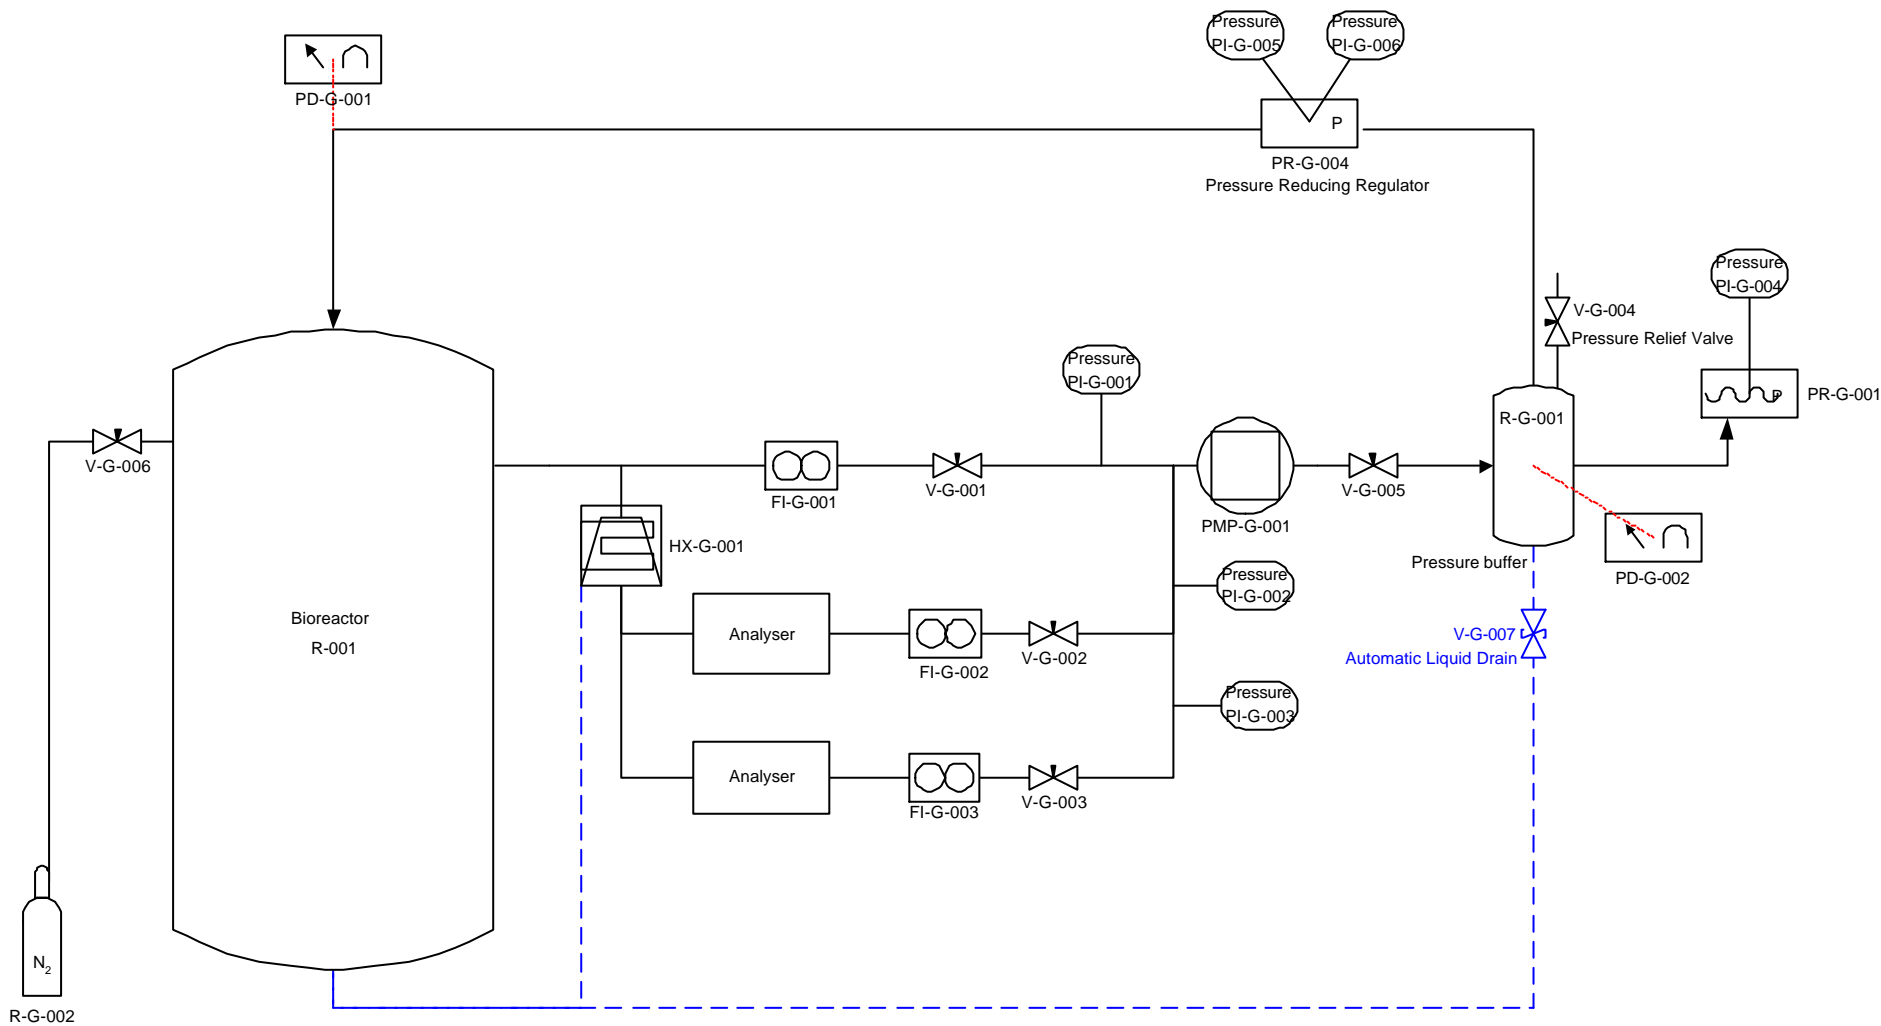 Pressure
PI-G-005
Pressure
PI-G-006
PD-G-001
P
PR-G-004
Pressure Reducing Regulator
Pressure
PI-G-004
V-G-004
Pressure Relief Valve
Pressure
PI-G-001
P
PR-G-001
R-G-001
V-G-006
FI-G-001
V-G-001
PMP-G-001
V-G-005
HX-G-001
Pressure buffer
PD-G-002
Pressure
PI-G-002
Bioreactor
R-001
Analyser
FI-G-002
V-G-002
V-G-007
Automatic Liquid Drain
Pressure
PI-G-003
Analyser
FI-G-003
V-G-003
N2
R-G-002